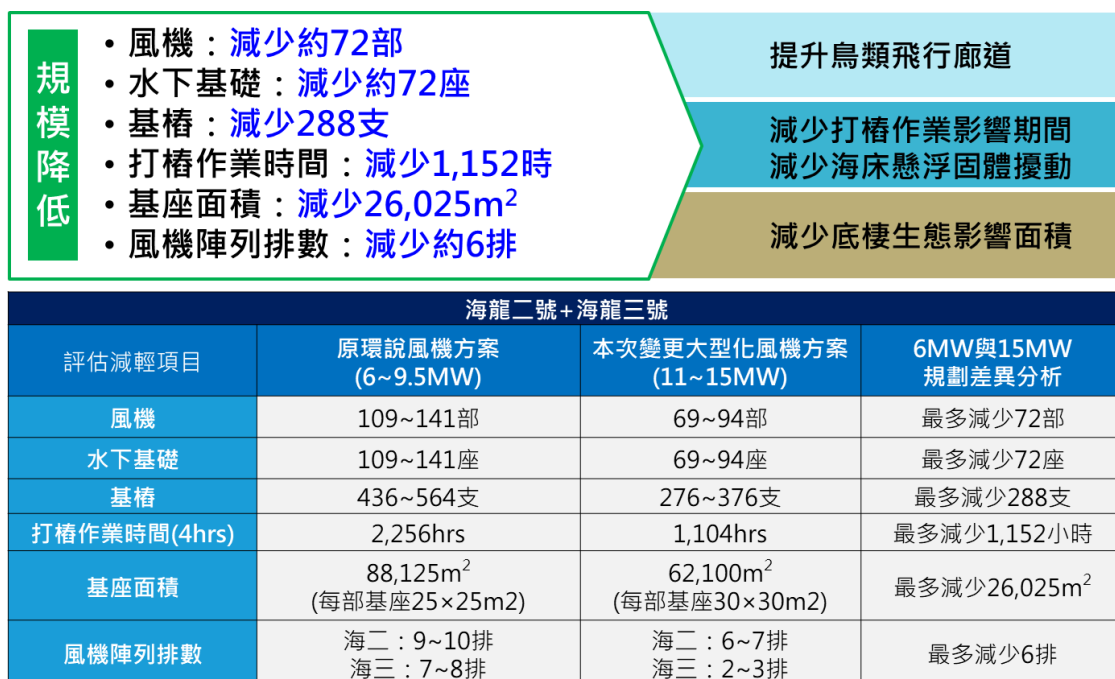 規模降低
• 風機：減少約72部
• 水下基礎：減少約72座
• 基樁：減少288支
• 打樁作業時間：減少1,152時
• 基座面積：減少26,025m²
• 風機陣列排數：減少約6排
提升鳥類飛行廊道
減少打樁作業影響期間
減少海床懸浮固體擾動
減少底棲生態影響面積
海龍二號+海龍三號
評估減輕項目
原環說風機方案
(6~9.5MW)
本次變更大型化風機方案
(11~15MW)
6MW與15MW
規劃差異分析
風機
109~141部
69~94部
最多減少72部
水下基礎
109~141座
69~94座
最多減少72座
基樁
436~564支
276~376支
最多減少288支
打樁作業時間(4hrs)
2,256hrs
1,104hrs
最多減少1,152小時
基座面積
88,125m²
(每部基座25×25m2)
62,100m²
(每部基座30×30m2)
最多減少26,025m²
風機陣列排數
海二：9~10排
海三：7~8排
海二：6~7排
海三：2~3排
最多減少6排